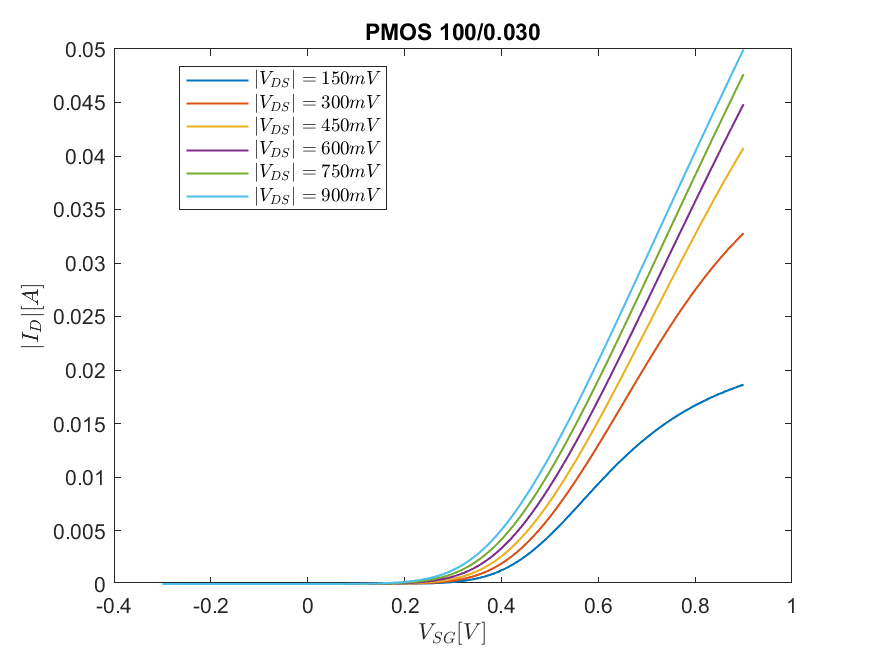 PMOS 100/0.030
0.05
0.045
0.04
0.035
0.03
0.025
0.02
0.015
0.01
0.005
0
|I_D|[A]
|V_{DS}| = 150mV
|V_{DS}| = 300mV
|V_{DS}| = 450mV
|V_{DS}| = 600mV
|V_{DS}| = 750mV
|V_{DS}| = 900mV
-0.4 -0.2 0 0.2 0.4 0.6 0.8 1
V_{SG}[V]